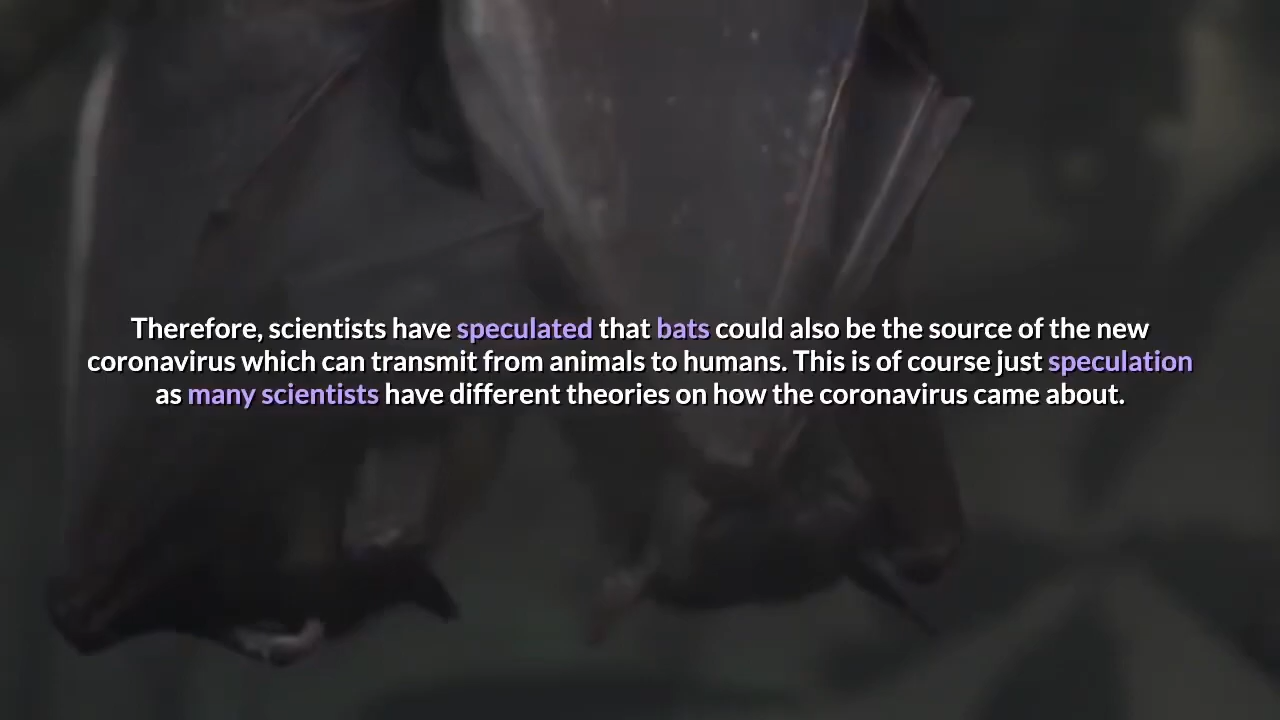 Therefore, scientists have speculated that bats could also be the source of the new
coronavirus which can transmit from animals to humans. This is of course just speculation
as many scientists have different theories on how the coronavirus came about.